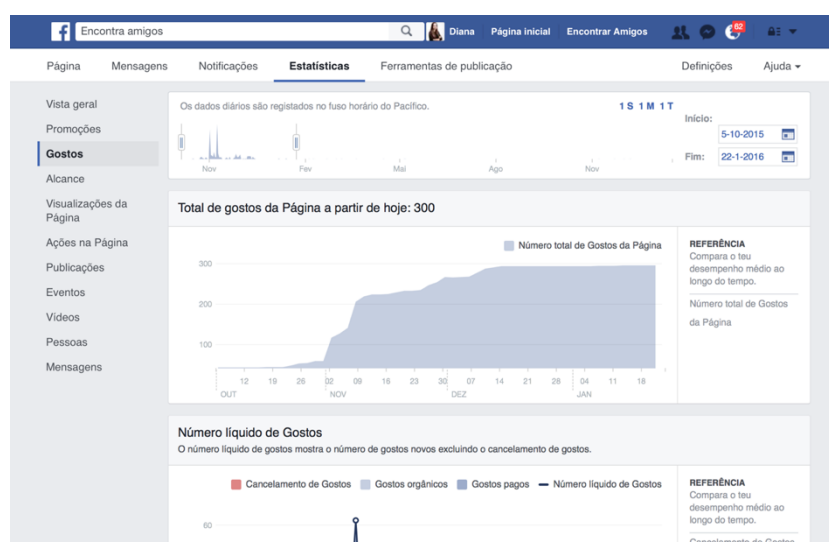 f
Encontra amigos
Diana
Página inicial
Encontrar Amigos
62
Página
Mensagens
Notificações
Estatísticas
Ferramentas de publicação
Definições
Ajuda
Vista geral
Promoções
Gostos
Alcance
Visualizações da
Página
Ações na Página
Publicações
Eventos
Vídeos
Pessoas
Mensagens
Os dados diários são registados no fuso horário do Pacífico.
1 S 1 M 1 T
Início:
5-10-2015
Fim:
22-1-2016
Nov Fev Mai Ago Nov
Total de gostos da Página a partir de hoje: 300
Número total de Gostos da Página
300
200
100
12 19 26 02 09 16 23 30 07 14 21 28 04 11 18
OUT NOV DEZ JAN
REFERÊNCIA
Compara o teu
desempenho médio ao
longo do tempo.
Número total de Gostos
da Página
Número líquido de Gostos
O número líquido de gostos mostra o número de gostos novos excluindo o cancelamento de gostos.
Cancelamento de Gostos Gostos orgânicos Gostos pagos Número líquido de Gostos
60
REFERÊNCIA
Compara o teu
desempenho médio ao
longo do tempo.
Cancelamento de Gostos